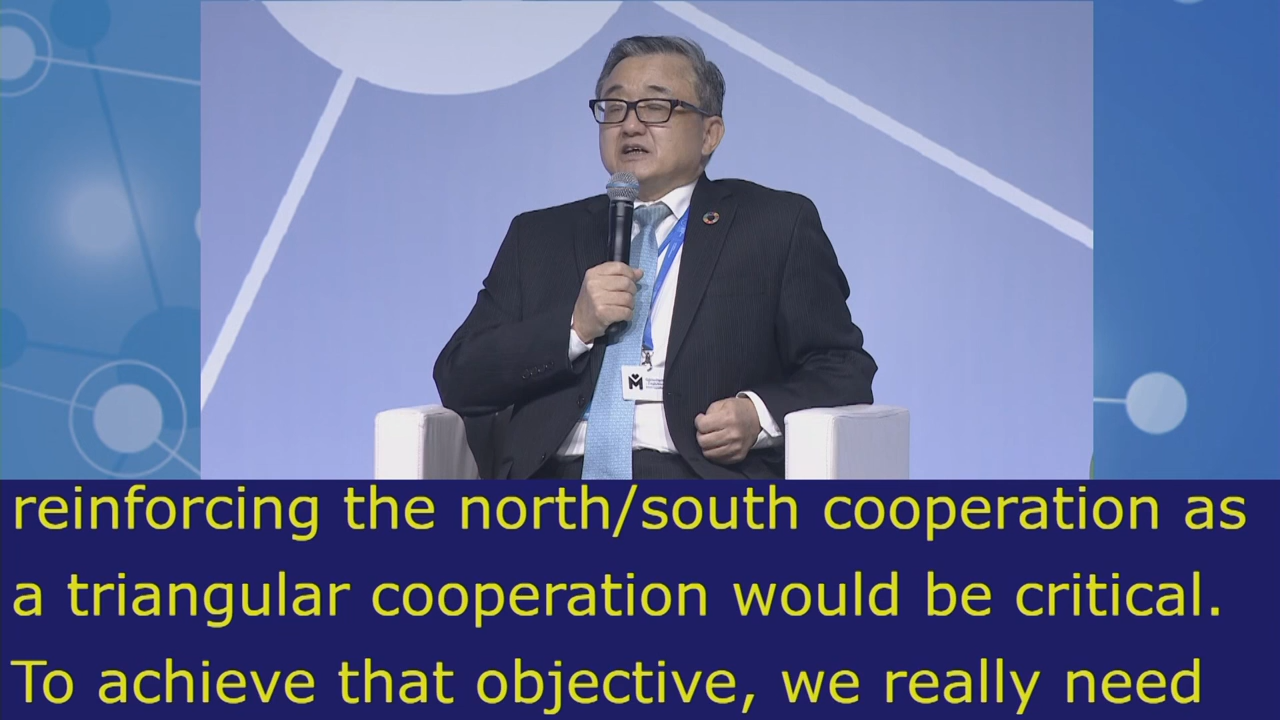 M
reinforcing the north/south cooperation as
a triangular cooperation would be critical.
To achieve that objective, we really need